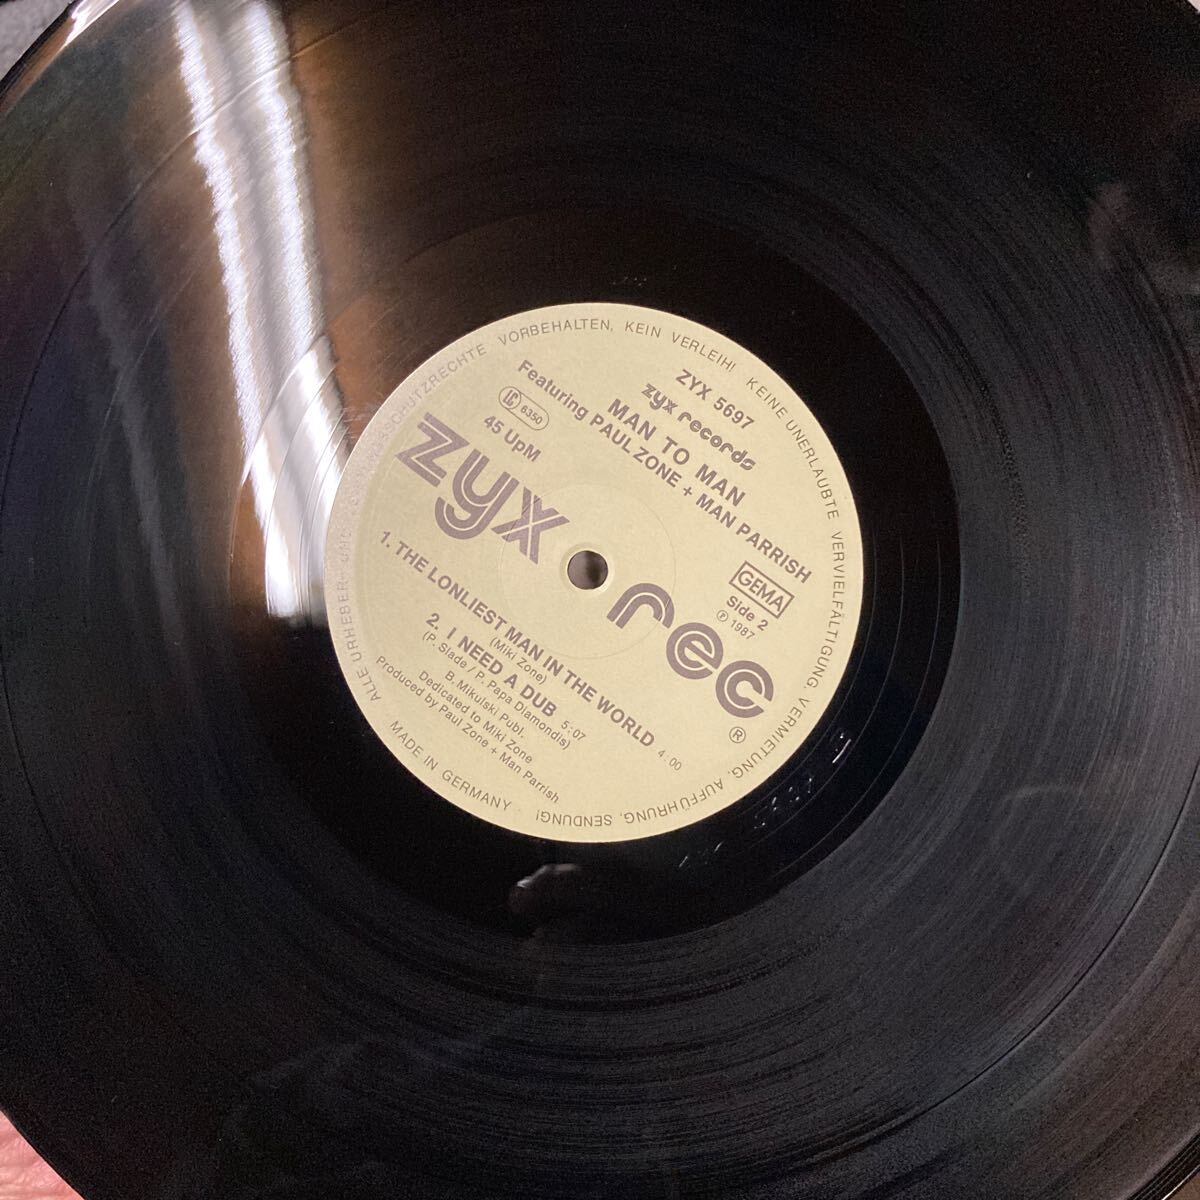 ALLE URHEBER- UND LEISTUNGSSCHUTZRECHTE VORBEHALTEN, KEIN VERLEIH! KEINE UNERLAUBTE VERVIELFÄLTIGUNG, VERMIETUNG, AUFFÜHRUNG, SENDUNG!
ZYX 5697
zyx records
MAN TO MAN
Featuring PAUL ZONE + MAN PARRISH
LC 6350
45 UpM
GEMA
Side 2
℗ 1987
zyx rec
®
1. THE LONLIEST MAN IN THE WORLD 4:00
(Miki Zone)
2. I NEED A DUB 5:07
(P. Slade / P. Papa Diamondis)
B. Mikulski Publ.
Dedicated to Miki Zone
Produced by Paul Zone + Man Parrish
MADE IN GERMANY